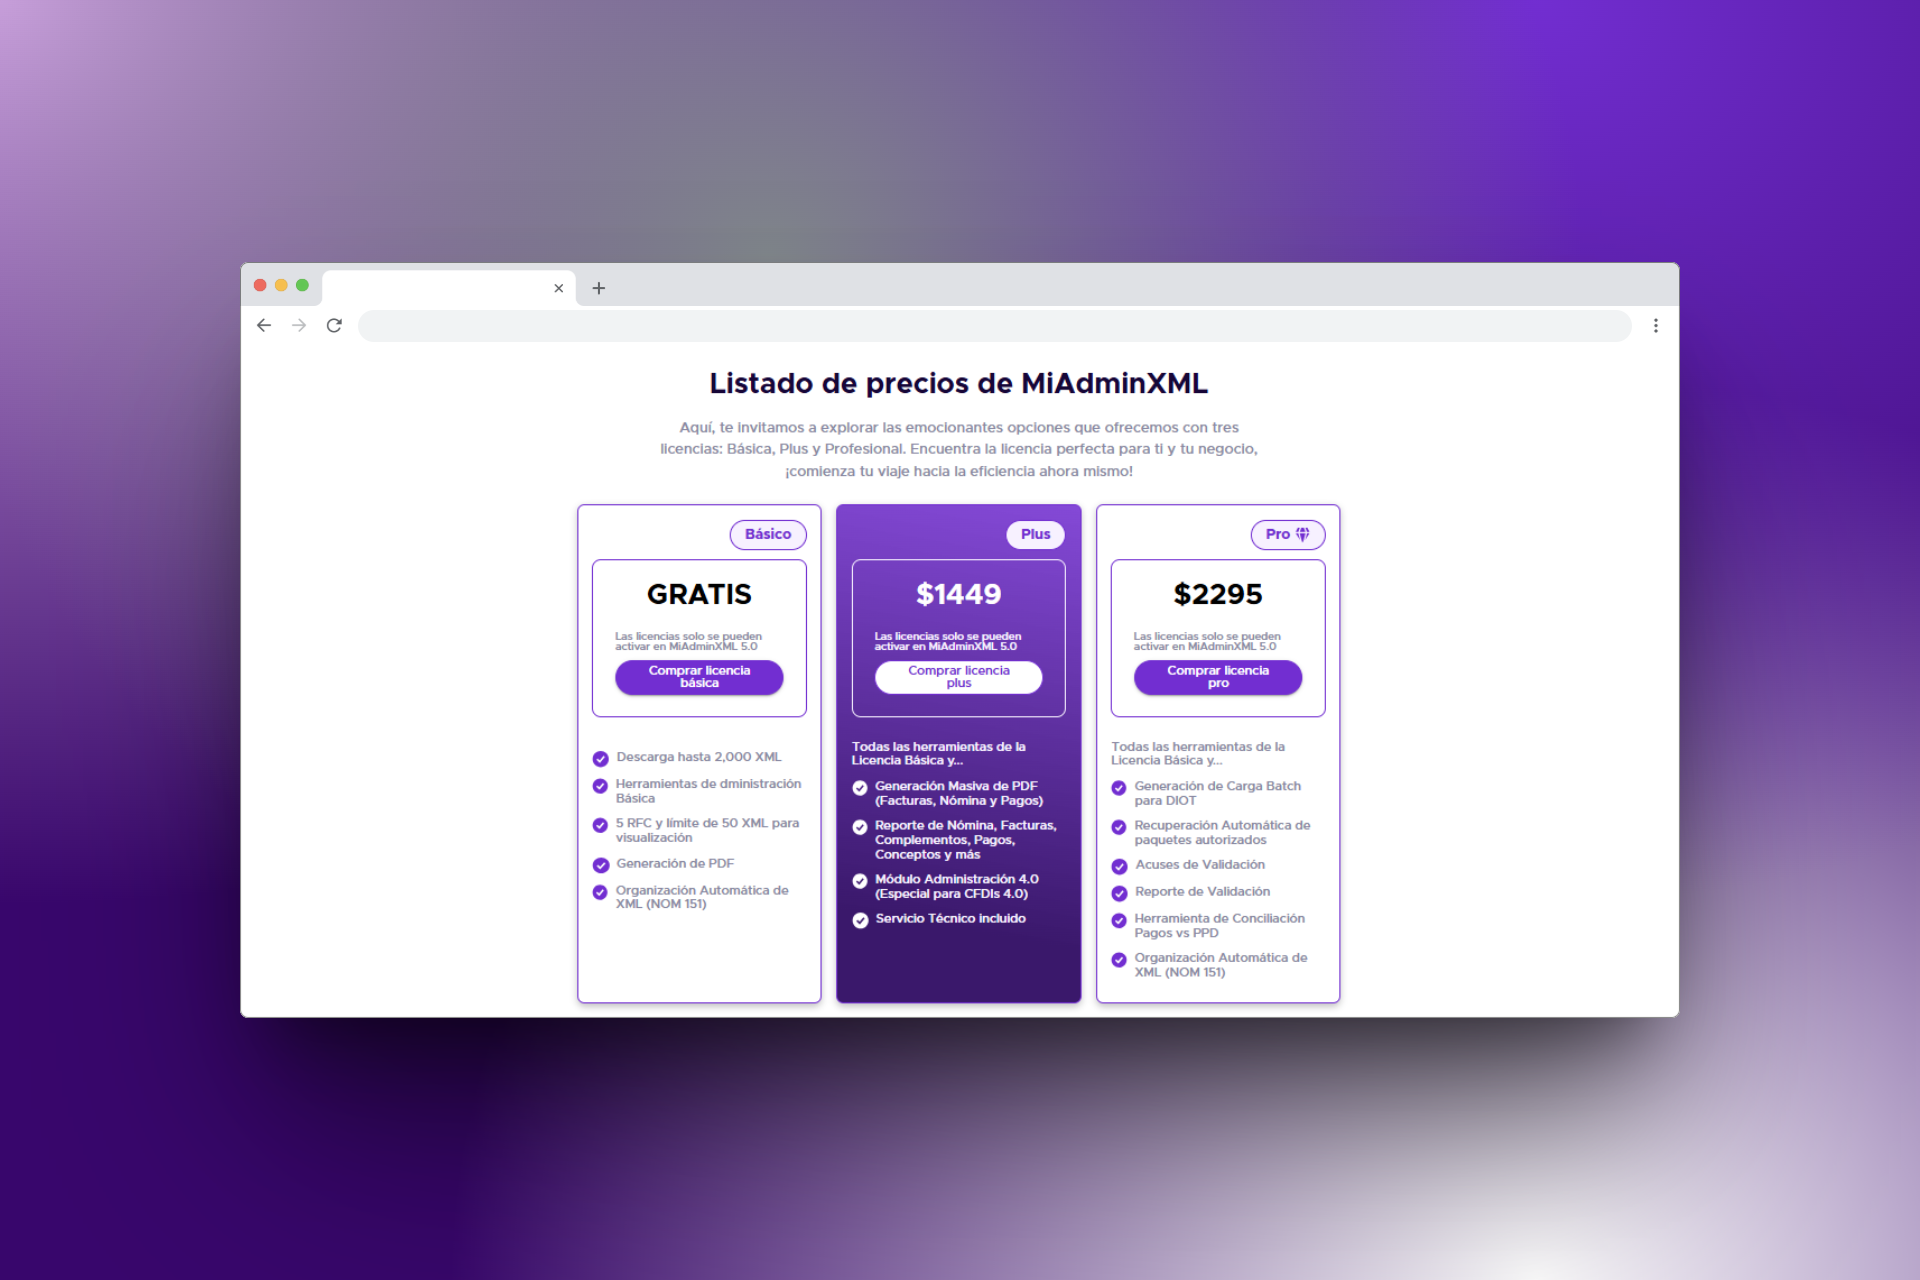 Listado de precios de MiAdminXML
Aquí, te invitamos a explorar las emocionantes opciones que ofrecemos con tres
licencias: Básica, Plus y Profesional. Encuentra la licencia perfecta para ti y tu negocio,
¡comienza tu viaje hacia la eficiencia ahora mismo!
Básico
GRATIS
Las licencias solo se pueden
activar en MiAdminXML 5.0
Comprar licencia
básica
Descarga hasta 2,000 XML
Herramientas de dministración
Básica
5 RFC y límite de 50 XML para
visualización
Generación de PDF
Organización Automática de
XML (NOM 151)
Plus
$1449
Las licencias solo se pueden
activar en MiAdminXML 5.0
Comprar licencia
plus
Todas las herramientas de la
Licencia Básica y...
Generación Masiva de PDF
(Facturas, Nómina y Pagos)
Reporte de Nómina, Facturas,
Complementos, Pagos,
Conceptos y más
Módulo Administración 4.0
(Especial para CFDIs 4.0)
Servicio Técnico incluido
Pro
$2295
Las licencias solo se pueden
activar en MiAdminXML 5.0
Comprar licencia
pro
Todas las herramientas de la
Licencia Básica y...
Generación de Carga Batch
para DIOT
Recuperación Automática de
paquetes autorizados
Acuses de Validación
Reporte de Validación
Herramienta de Conciliación
Pagos vs PPD
Organización Automática de
XML (NOM 151)